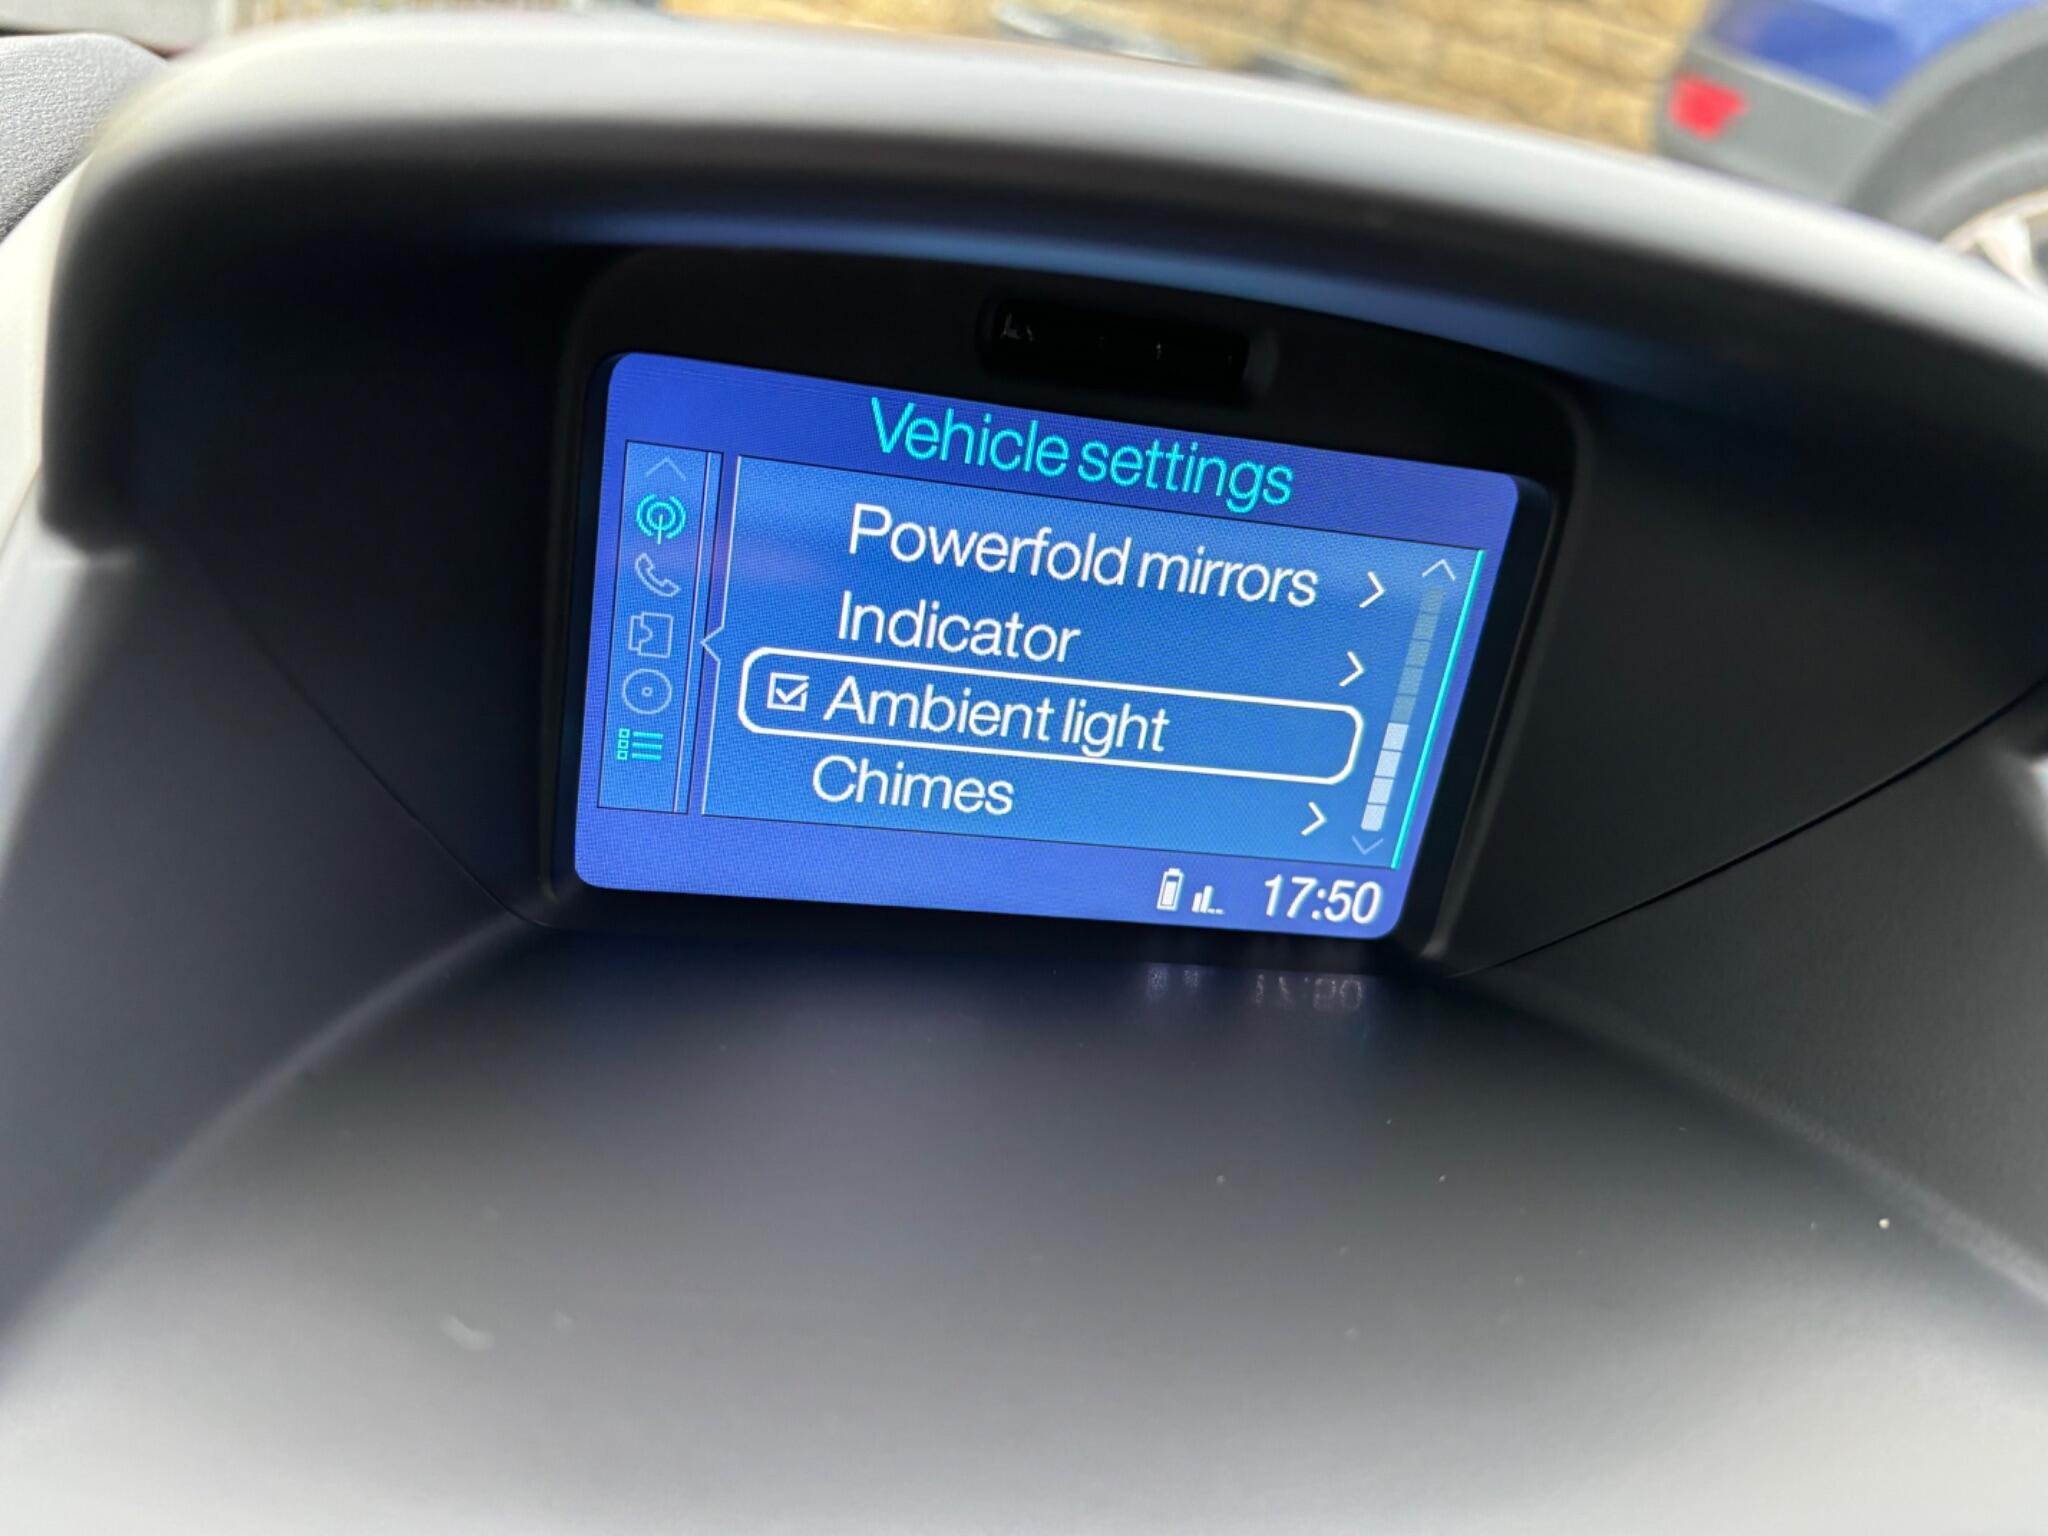 Vehicle settings
Powerfold mirrors
Indicator
Ambient light
Chimes
17:50